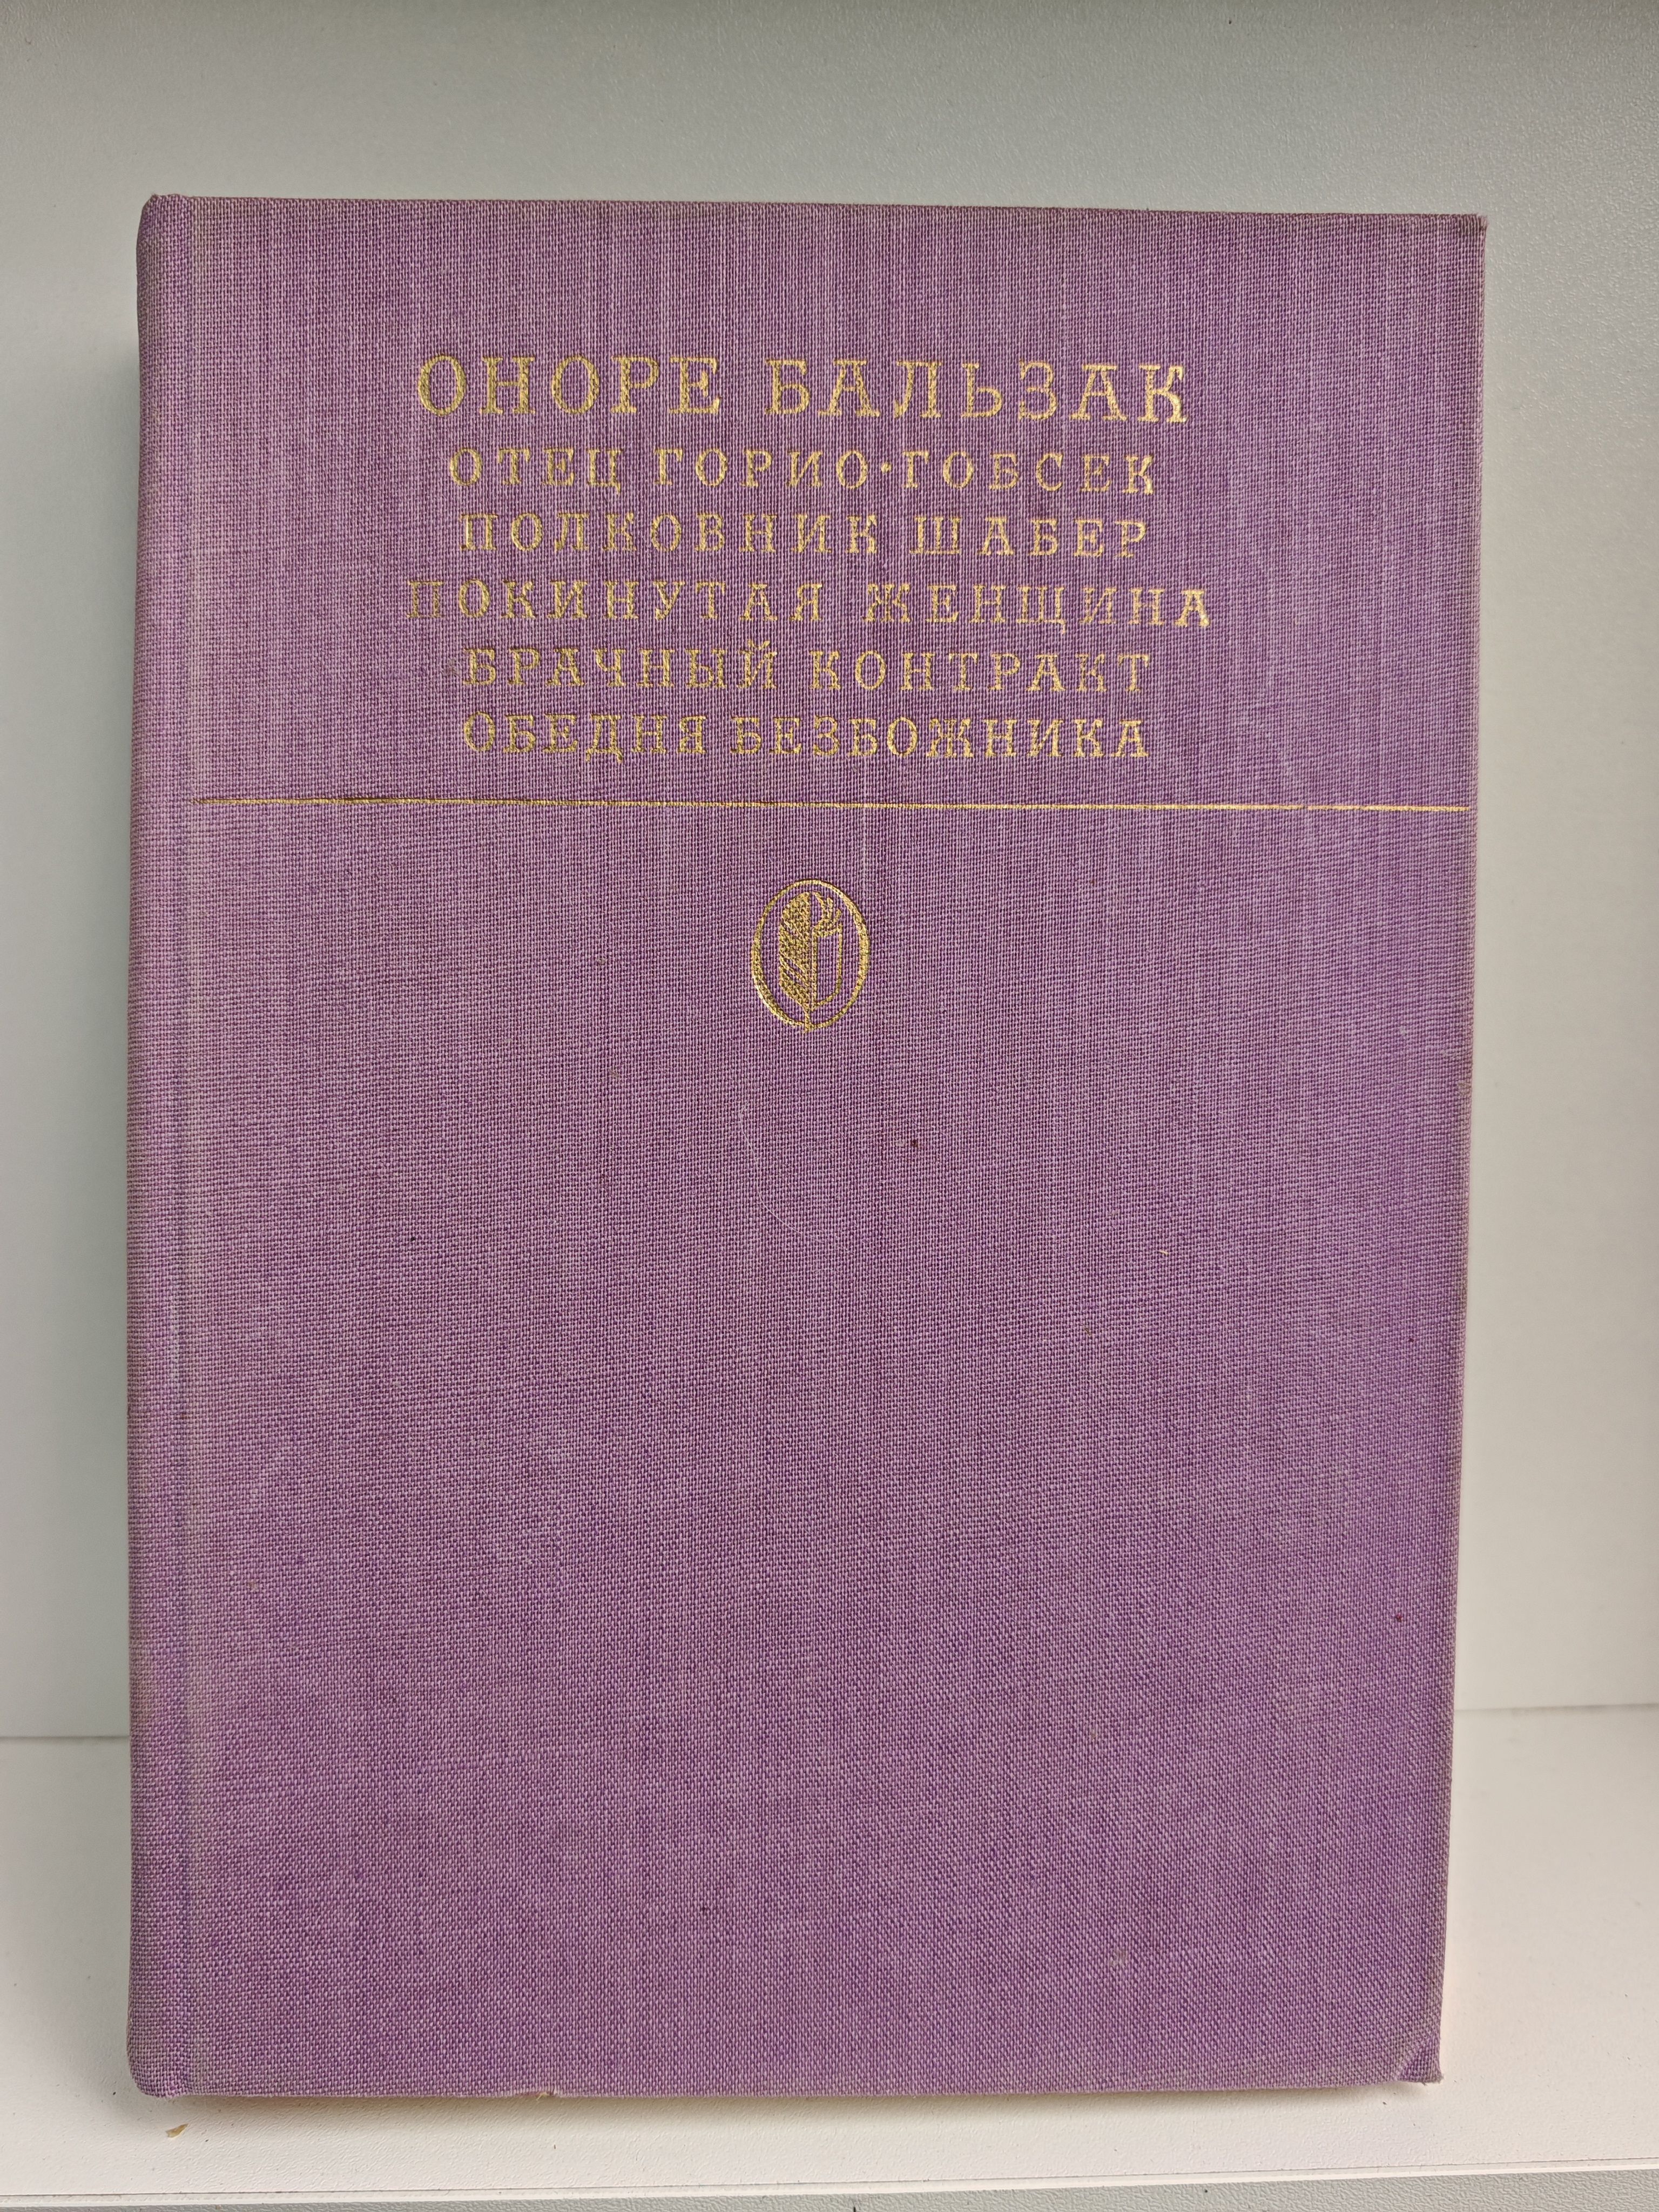 ОНОРЕ БАЛЬЗАК
ОТЕЦ ГОРИО·ГОБСЕК
ПОЛКОВНИК ШАБЕР
ПОКИНУТАЯ ЖЕНЩИНА
БРАЧНЫЙ КОНТРАКТ
ОБЕДНЯ БЕЗБОЖНИКА